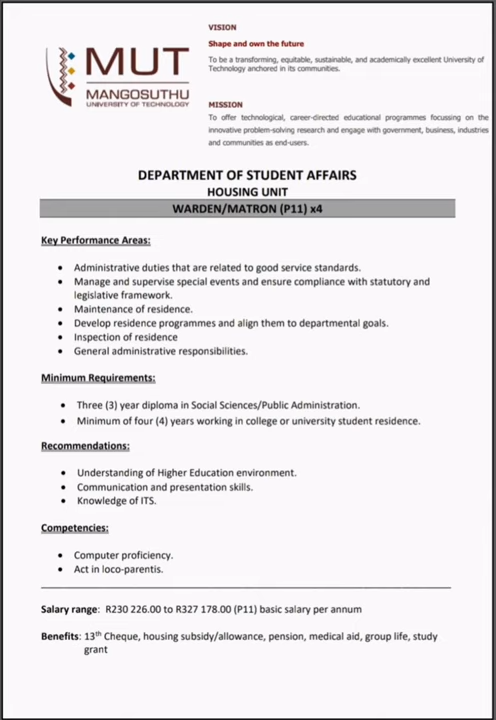 MUT
MANGOSUTHU
UNIVERSITY OF TECHNOLOGY
VISION
Shape and own the future
To be a transforming, equitable, sustainable, and academically excellent University of
Technology anchored in its communities.
MISSION
To offer technological, career-directed educational programmes focussing on the
innovative problem-solving research and engage with government, business, industries
and communities as end-users.
DEPARTMENT OF STUDENT AFFAIRS
HOUSING UNIT
WARDEN/MATRON (P11) x4
Key Performance Areas:
• Administrative duties that are related to good service standards.
• Manage and supervise special events and ensure compliance with statutory and
legislative framework.
• Maintenance of residence.
• Develop residence programmes and align them to departmental goals.
• Inspection of residence
• General administrative responsibilities.
Minimum Requirements:
• Three (3) year diploma in Social Sciences/Public Administration.
• Minimum of four (4) years working in college or university student residence.
Recommendations:
• Understanding of Higher Education environment.
• Communication and presentation skills.
• Knowledge of ITS.
Competencies:
• Computer proficiency.
• Act in loco-parentis.
Salary range: R230 226.00 to R327 178.00 (P11) basic salary per annum
Benefits: 13th Cheque, housing subsidy/allowance, pension, medical aid, group life, study
grant